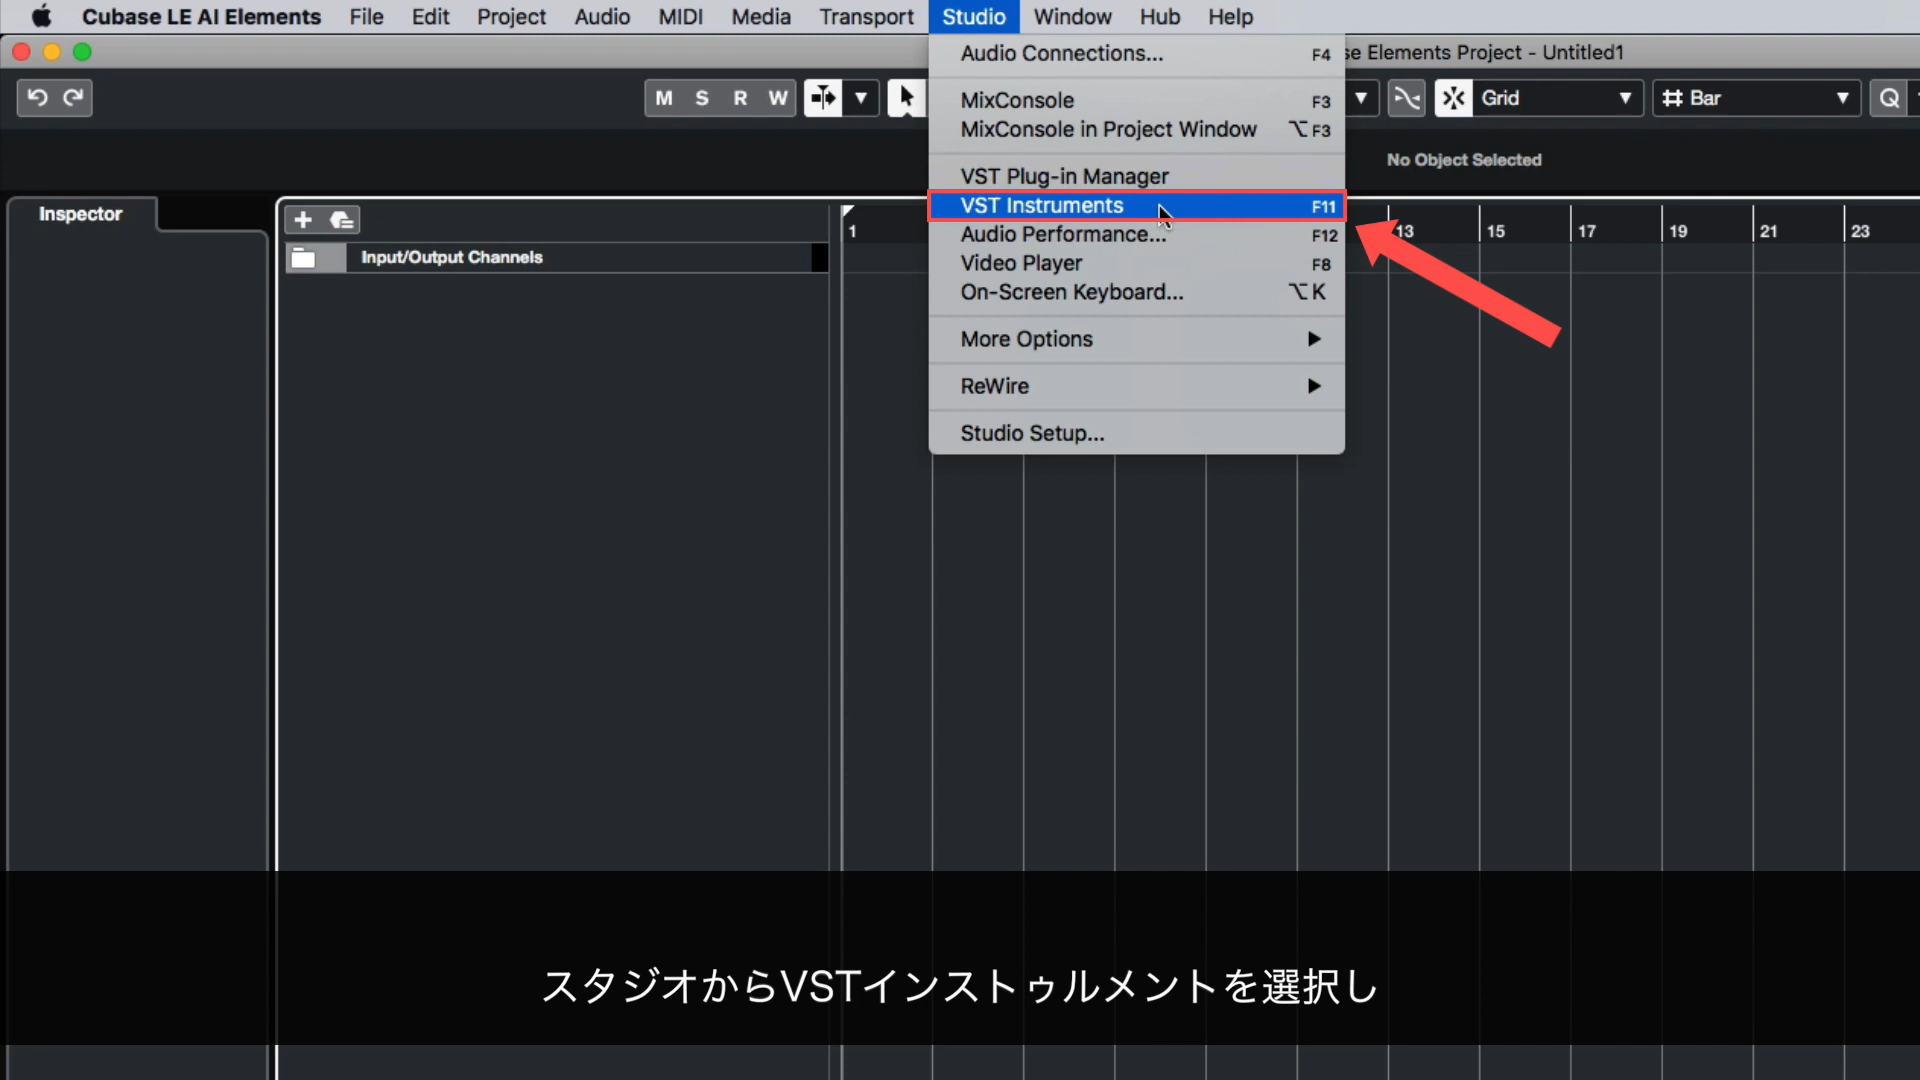 Cubase LE AI Elements File Edit Project Audio MIDI Media Transport Studio Window Hub Help
se Elements Project - Untitled1
M S R W Grid Bar Q
No Object Selected
Inspector
Input/Output Channels
1 13 15 17 19 21 23
Audio Connections... F4
MixConsole F3
MixConsole in Project Window ⌥ F3
VST Plug-in Manager
VST Instruments F11
Audio Performance... F12
Video Player F8
On-Screen Keyboard... ⌥ K
More Options
ReWire
Studio Setup...
スタジオからVSTインストゥルメントを選択し